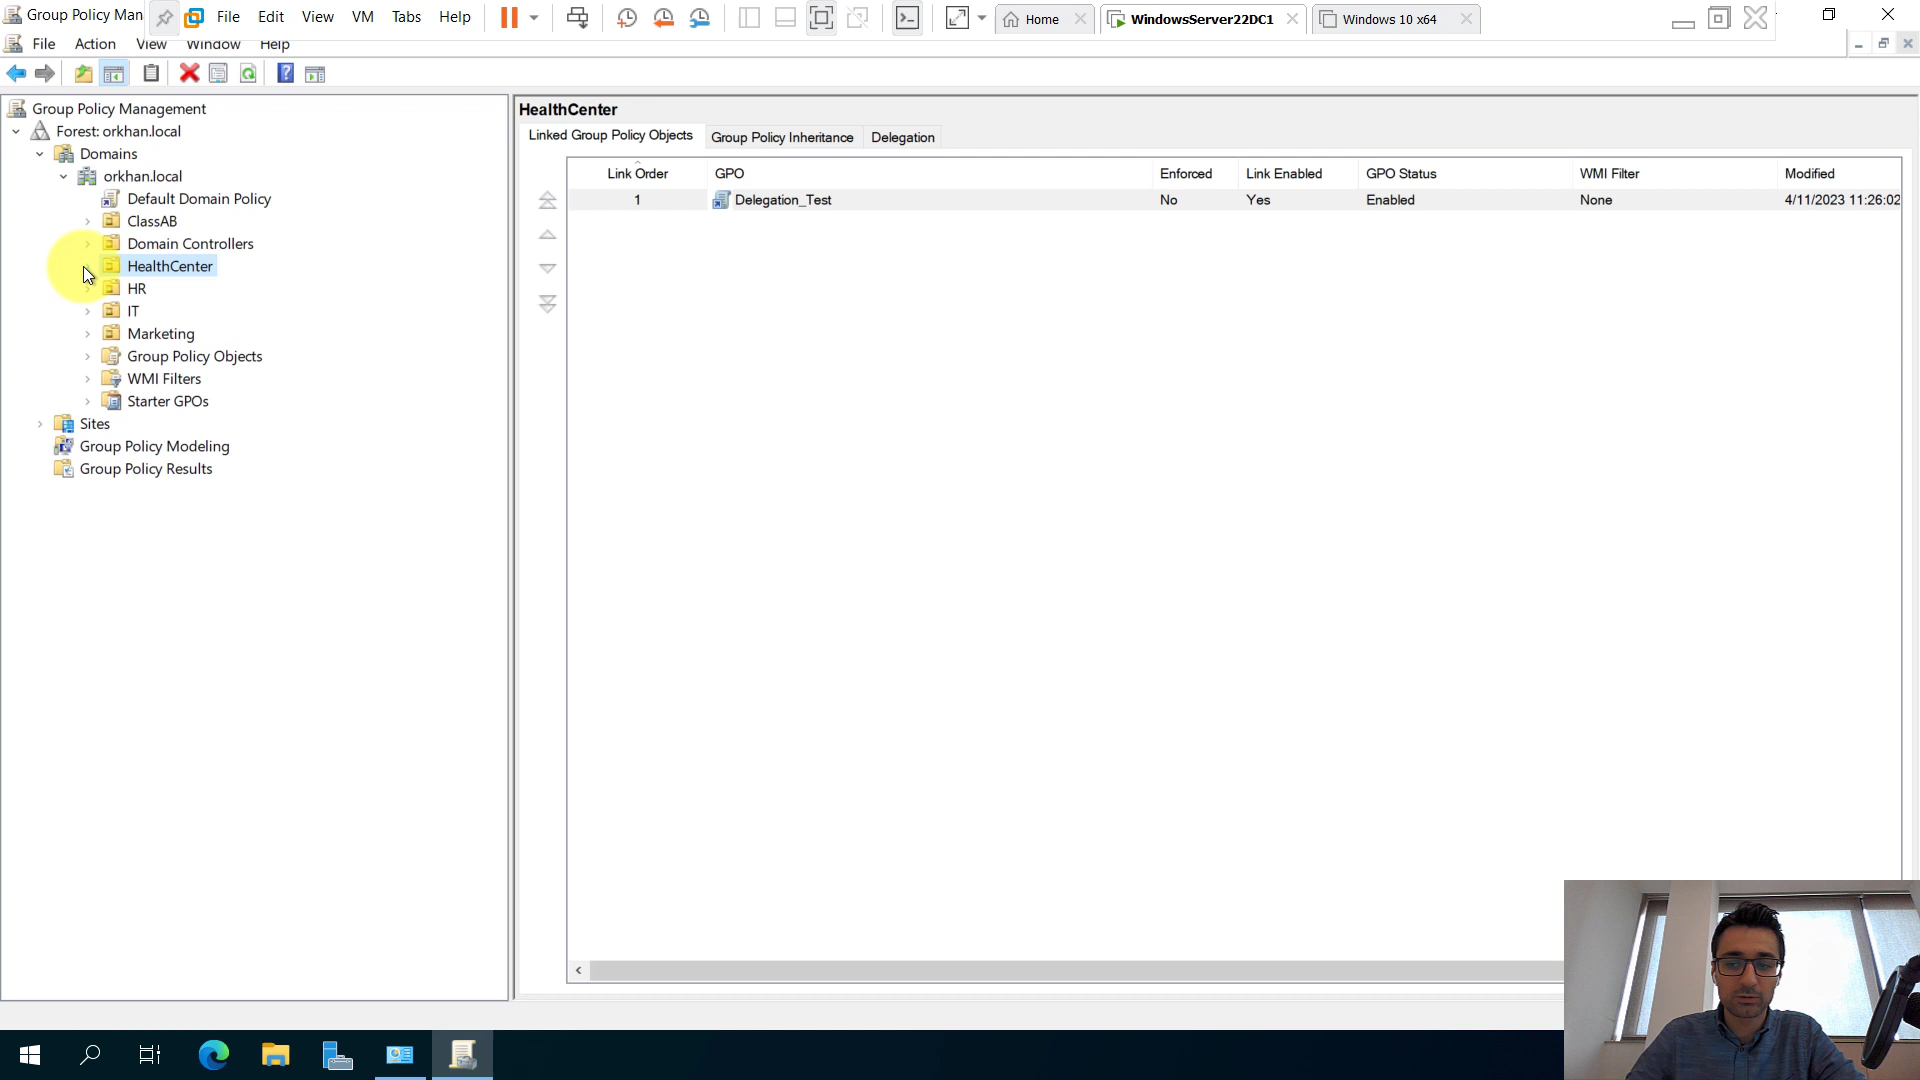 Group Policy Man
File Edit View VM Tabs Help
Home
WindowsServer22DC1
Windows 10 x64
File Action View Window Help
Group Policy Management
Forest: orkhan.local
Domains
orkhan.local
Default Domain Policy
ClassAB
Domain Controllers
HealthCenter
HR
IT
Marketing
Group Policy Objects
WMI Filters
Starter GPOs
Sites
Group Policy Modeling
Group Policy Results
HealthCenter
Linked Group Policy Objects Group Policy Inheritance Delegation
Link Order GPO Enforced Link Enabled GPO Status WMI Filter Modified
1 Delegation_Test No Yes Enabled None 4/11/2023 11:26:02